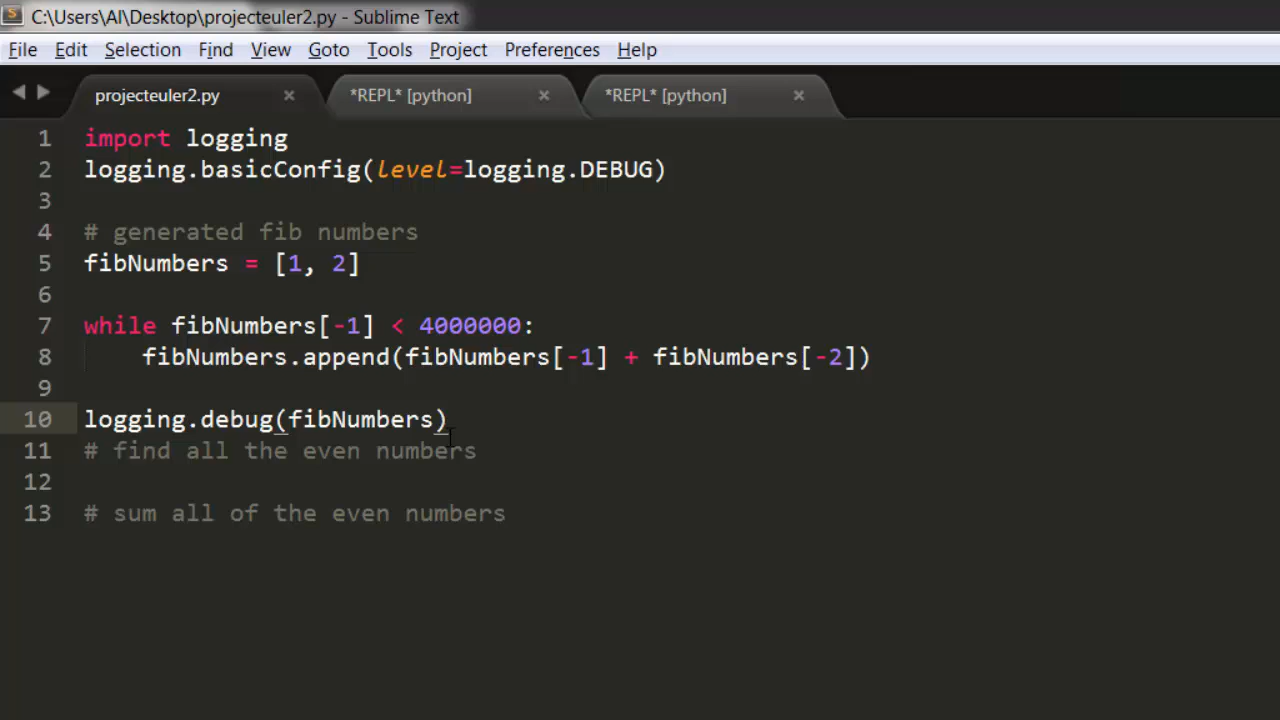 C:\Users\Al\Desktop\projecteuler2.py - Sublime Text
File Edit Selection Find View Goto Tools Project Preferences Help
projecteuler2.py × *REPL* [python] × *REPL* [python] ×
1 import logging
2 logging.basicConfig(level=logging.DEBUG)
3
4 # generated fib numbers
5 fibNumbers = [1, 2]
6
7 while fibNumbers[-1] < 4000000:
8     fibNumbers.append(fibNumbers[-1] + fibNumbers[-2])
9
10 logging.debug(fibNumbers)
11 # find all the even numbers
12
13 # sum all of the even numbers